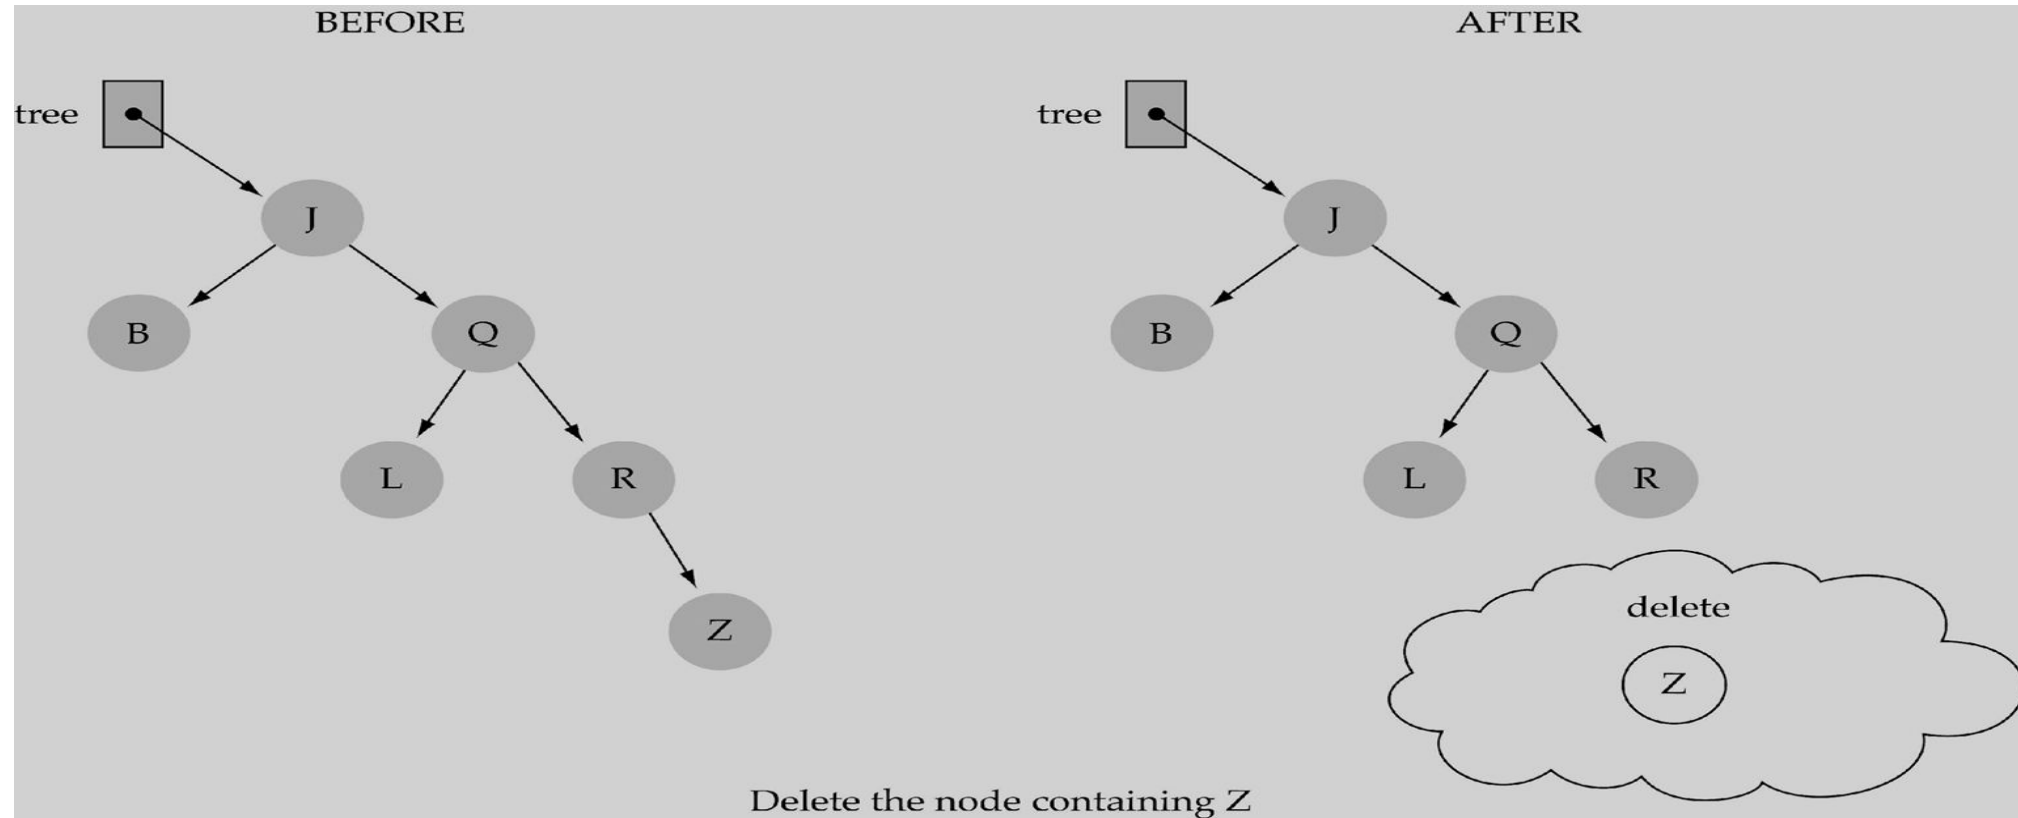 BEFORE
AFTER
tree
tree
J
J
B
Q
B
Q
L
R
L
R
Z
delete
Z
Delete the node containing Z